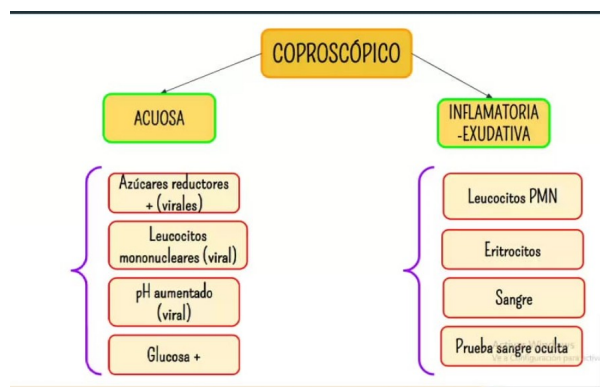 COPROSCÓPICO
ACUOSA
Azúcares reductores
+ (virales)
Leucocitos
mononucleares (viral)
pH aumentado
(viral)
Glucosa +
INFLAMATORIA
-EXUDATIVA
Leucocitos PMN
Eritrocitos
Sangre
Prueba sangre oculta